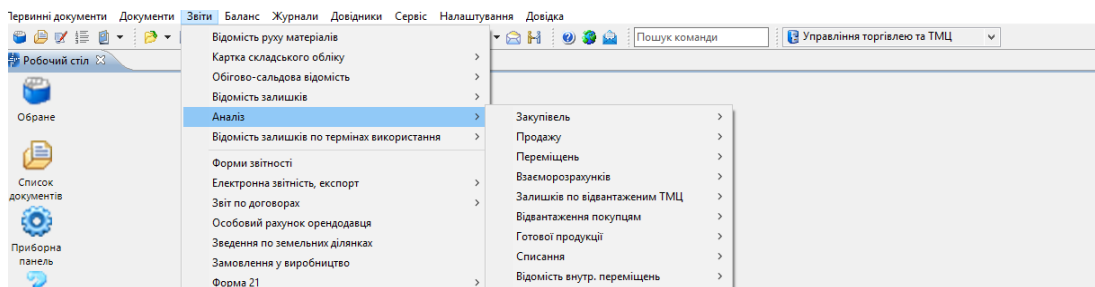 Первинні документи Документи Звіти Баланс Журнали Довідники Сервіс Налаштування Довідка
Пошук команди Управління торгівлею та ТМЦ
Робочий стіл
Обране
Список
документів
Приборна
панель
Відомість руху матеріалів
Картка складського обліку
Обігово-сальдова відомість
Відомість залишків
Аналіз
Відомість залишків по термінах використання
Форми звітності
Електронна звітність, експорт
Звіт по договорах
Особовий рахунок орендодавця
Зведення по земельних ділянках
Замовлення у виробництво
Форма 21
Закупівель
Продажу
Переміщень
Взаєморозрахунків
Залишків по відвантаженим ТМЦ
Відвантаження покупцям
Готової продукції
Списання
Відомість внутр. переміщень